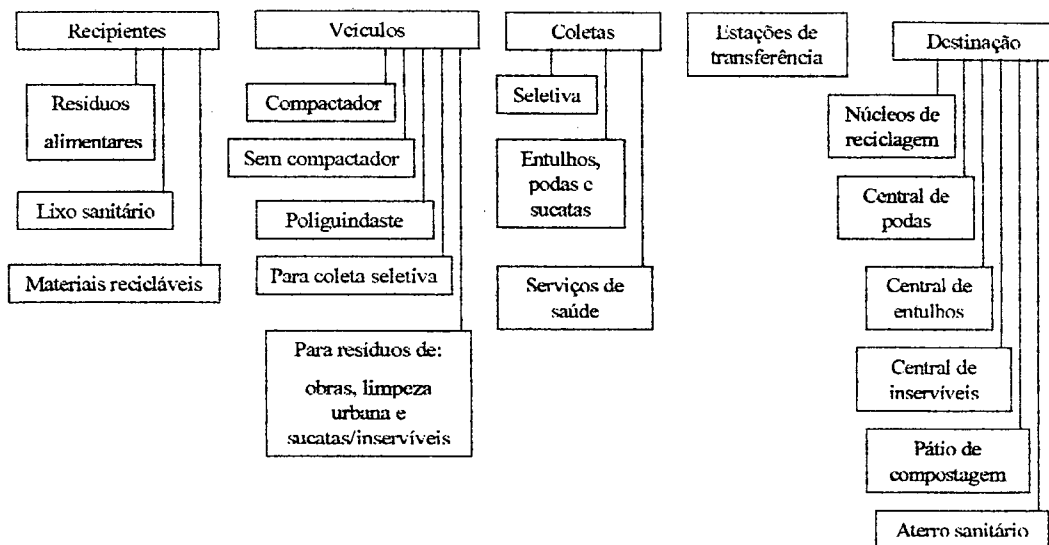 Recipientes
Resíduos
alimentares
Lixo sanitário
Materiais recicláveis
Veículos
Compactador
Sem compactador
Poliguindaste
Para coleta seletiva
Para resíduos de:
obras, limpeza
urbana e
sucatas/inservíveis
Coletas
Seletiva
Entulhos,
podas e
sucatas
Serviços de
saúde
Estações de
transferência
Destinação
Núcleos de
reciclagem
Central de
podas
Central de
entulhos
Central de
inservíveis
Pátio de
compostagem
Aterro sanitário